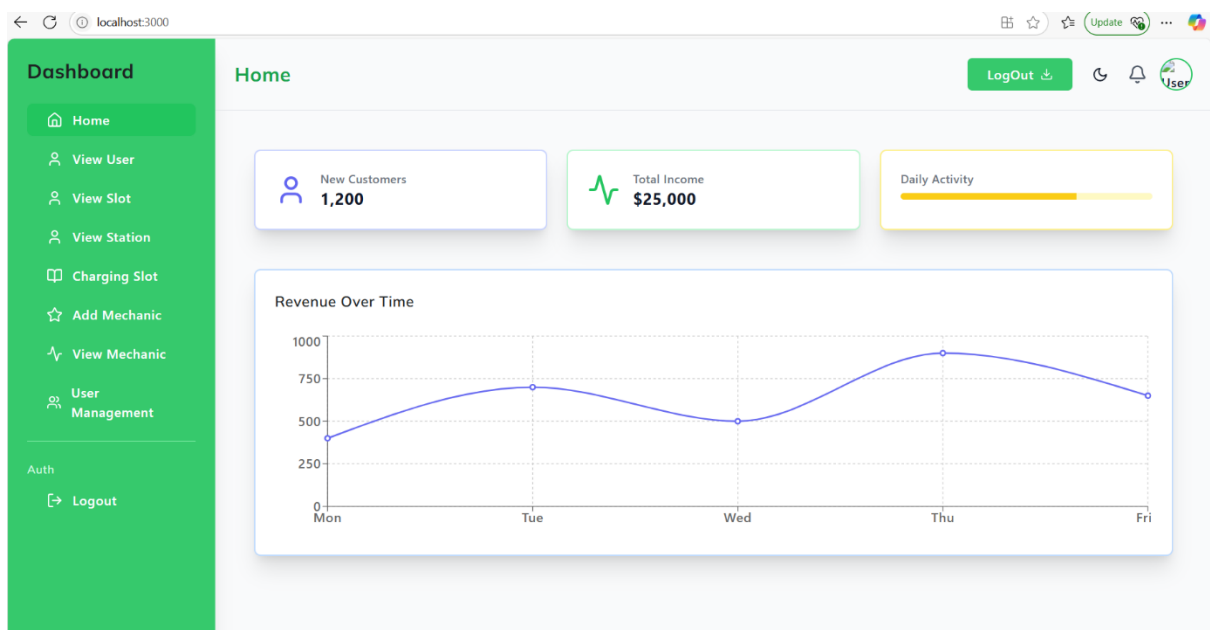 localhost:3000
Update
Dashboard
Home
View User
View Slot
View Station
Charging Slot
Add Mechanic
View Mechanic
User
Management
Auth
Logout
Home
LogOut
User
New Customers
1,200
Total Income
$25,000
Daily Activity
Revenue Over Time
1000
750
500
250
0
Mon Tue Wed Thu Fri